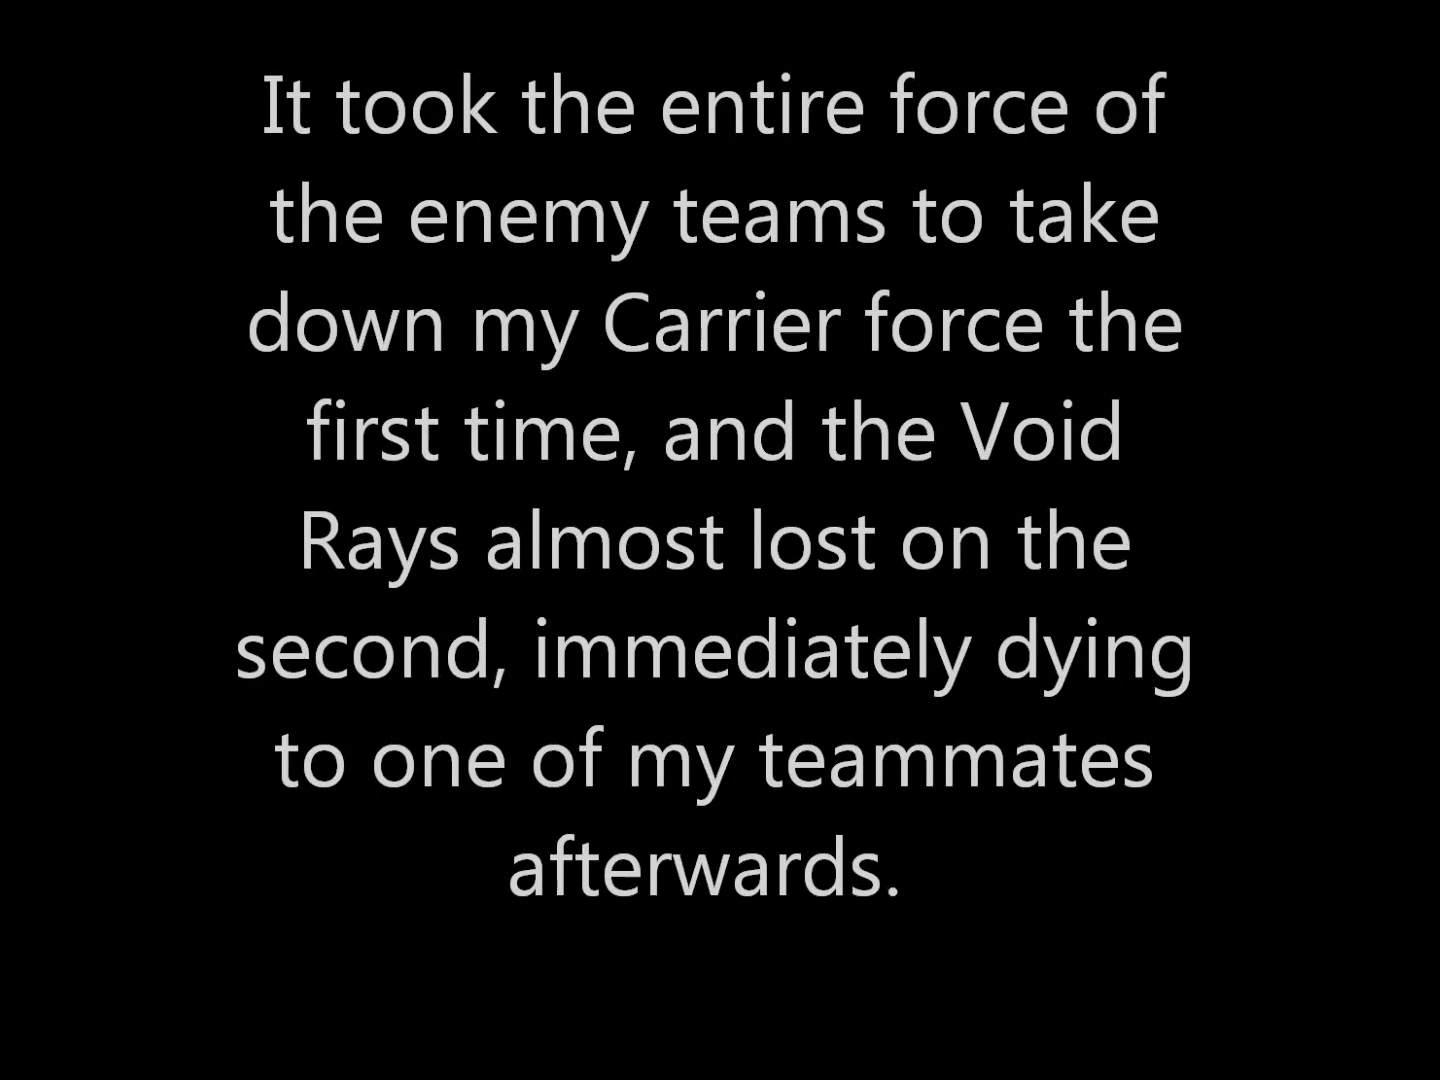 It took the entire force of
the enemy teams to take
down my Carrier force the
first time, and the Void
Rays almost lost on the
second, immediately dying
to one of my teammates
afterwards.